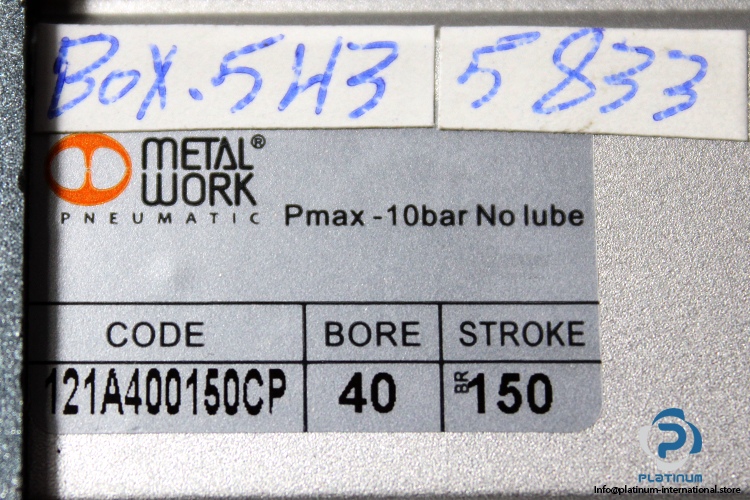 Box.543 5833
METAL®
WORK
PNEUMATIC Pmax -10bar No lube
CODE BORE STROKE
121A400150CP 40 BR 150
PLATINUM
Info@platinum-international.store